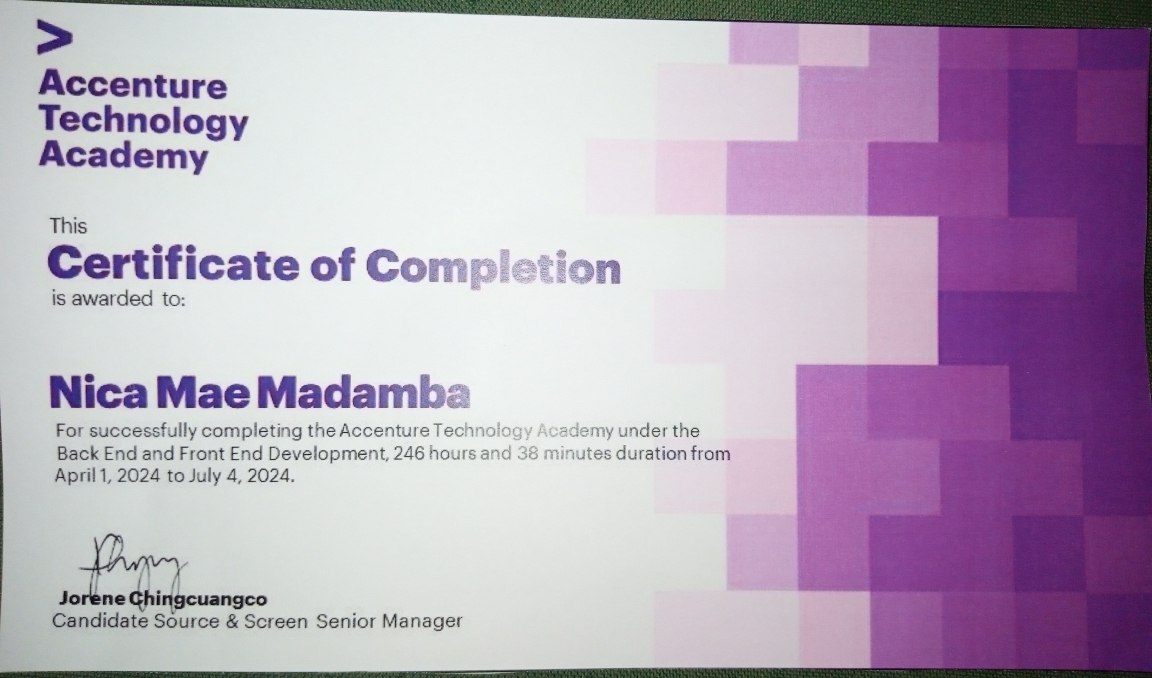 >
Accenture
Technology
Academy
This
Certificate of Completion
is awarded to:
Nica Mae Madamba
For successfully completing the Accenture Technology Academy under the
Back End and Front End Development, 246 hours and 38 minutes duration from
April 1, 2024 to July 4, 2024.
Jorene Chingcuangco
Candidate Source & Screen Senior Manager